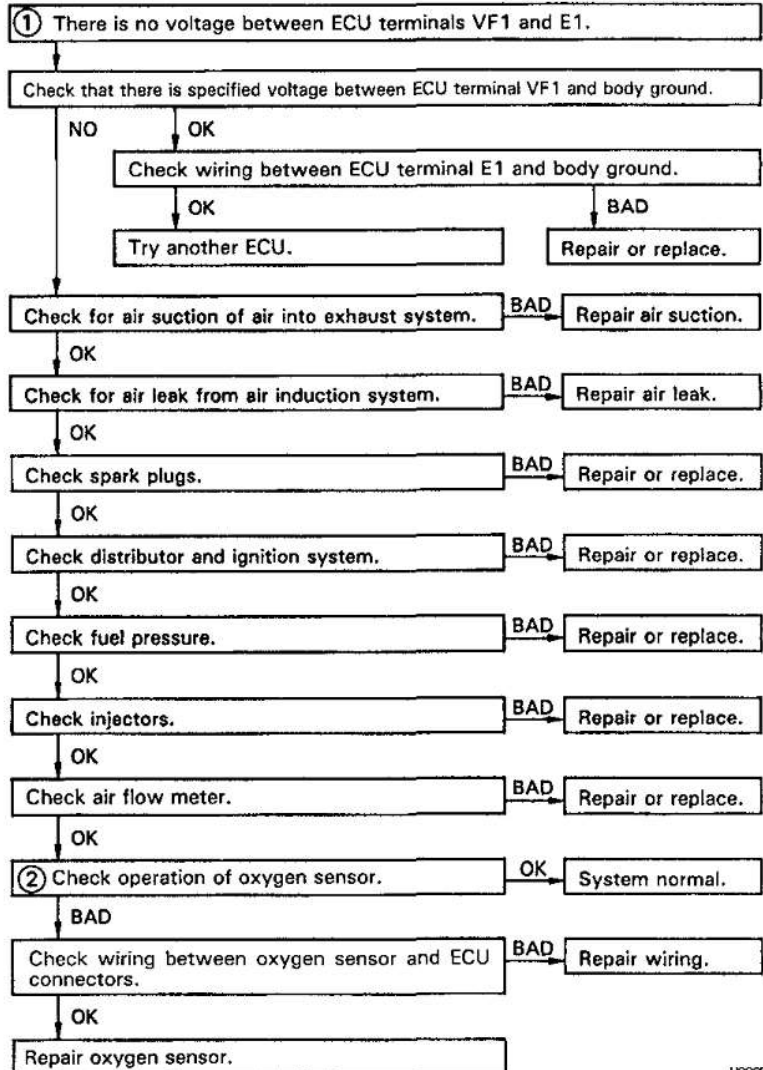 ① There is no voltage between ECU terminals VF1 and E1.
Check that there is specified voltage between ECU terminal VF1 and body ground.
NO
OK
Check wiring between ECU terminal E1 and body ground.
OK
BAD
Try another ECU.
Repair or replace.
Check for air suction of air into exhaust system.
BAD
Repair air suction.
OK
Check for air leak from air induction system.
BAD
Repair air leak.
OK
Check spark plugs.
BAD
Repair or replace.
OK
Check distributor and ignition system.
BAD
Repair or replace.
OK
Check fuel pressure.
BAD
Repair or replace.
OK
Check injectors.
BAD
Repair or replace.
OK
Check air flow meter.
BAD
Repair or replace.
OK
② Check operation of oxygen sensor.
OK
System normal.
BAD
Check wiring between oxygen sensor and ECU
connectors.
BAD
Repair wiring.
OK
Repair oxygen sensor.